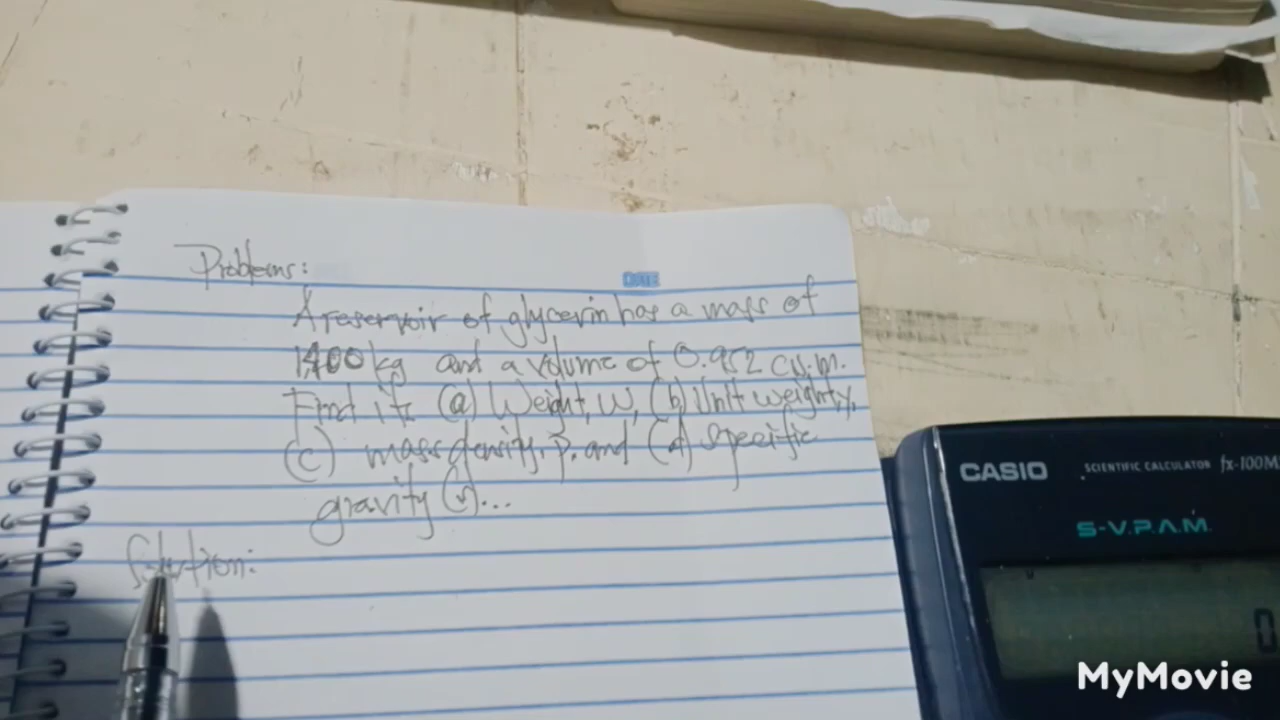 Problems:
A reservoir of glycerin has a mass of
1400 kg and a volume of 0.952 cu.m.
Find its (a) Weight, W, (b) Unit weight, γ,
(c) mass density, ρ, and (d) Specific
gravity (s)...
Solution:
CASIO SCIENTIFIC CALCULATOR fx-100M
S-V.P.A.M.
0
MyMovie